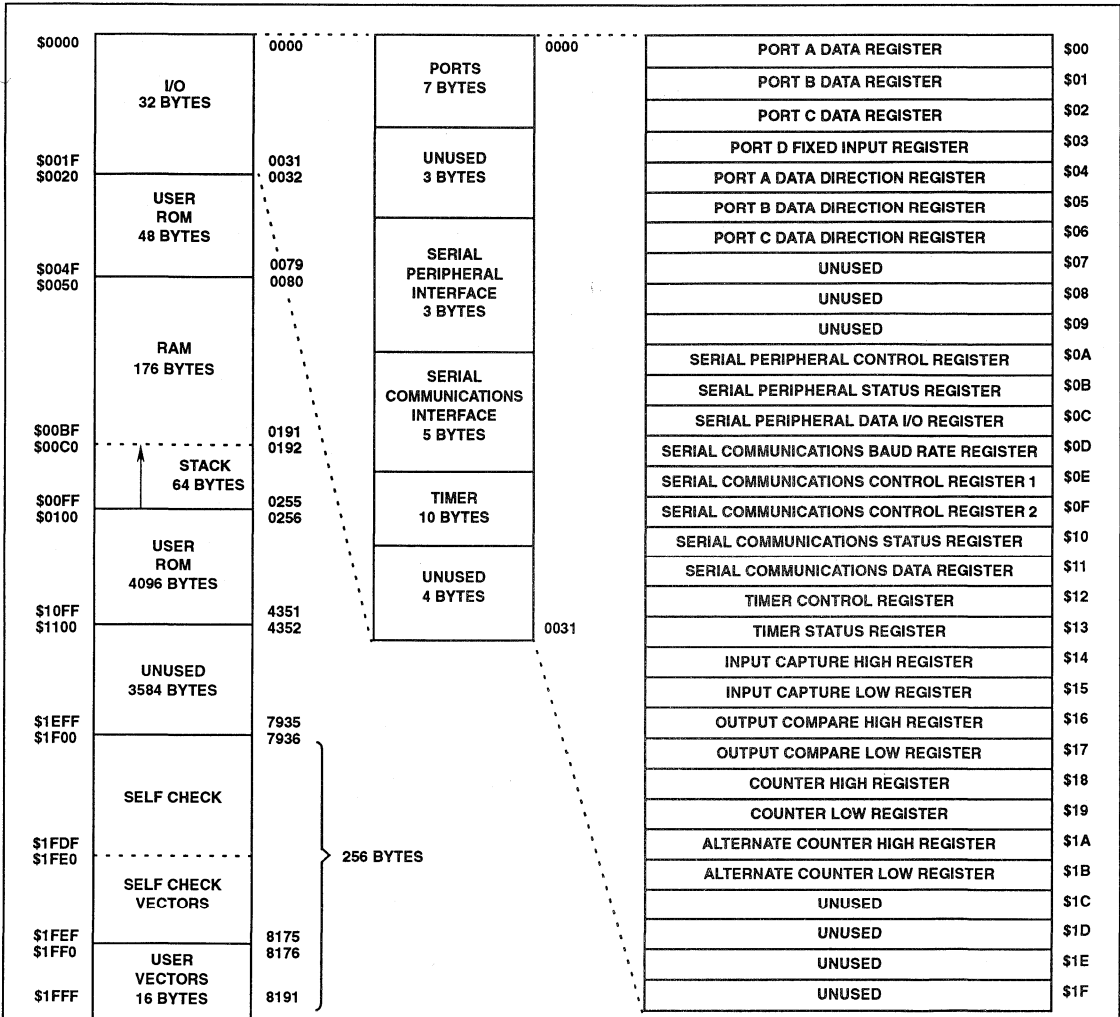 $0000
I/O
32 BYTES
0000
$001F
$0020
0031
0032
USER
ROM
48 BYTES
$004F
$0050
0079
0080
RAM
176 BYTES
$00BF
$00C0
0191
0192
STACK
64 BYTES
$00FF
$0100
0255
0256
USER
ROM
4096 BYTES
$10FF
$1100
4351
4352
UNUSED
3584 BYTES
$1EFF
$1F00
7935
7936
SELF CHECK
$1FDF
$1FE0
256 BYTES
SELF CHECK
VECTORS
$1FEF
$1FF0
8175
8176
USER
VECTORS
16 BYTES
$1FFF
8191
0000
PORTS
7 BYTES
UNUSED
3 BYTES
SERIAL
PERIPHERAL
INTERFACE
3 BYTES
SERIAL
COMMUNICATIONS
INTERFACE
5 BYTES
TIMER
10 BYTES
UNUSED
4 BYTES
0031
PORT A DATA REGISTER $00
PORT B DATA REGISTER $01
PORT C DATA REGISTER $02
PORT D FIXED INPUT REGISTER $03
PORT A DATA DIRECTION REGISTER $04
PORT B DATA DIRECTION REGISTER $05
PORT C DATA DIRECTION REGISTER $06
UNUSED $07
UNUSED $08
UNUSED $09
SERIAL PERIPHERAL CONTROL REGISTER $0A
SERIAL PERIPHERAL STATUS REGISTER $0B
SERIAL PERIPHERAL DATA I/O REGISTER $0C
SERIAL COMMUNICATIONS BAUD RATE REGISTER $0D
SERIAL COMMUNICATIONS CONTROL REGISTER 1 $0E
SERIAL COMMUNICATIONS CONTROL REGISTER 2 $0F
SERIAL COMMUNICATIONS STATUS REGISTER $10
SERIAL COMMUNICATIONS DATA REGISTER $11
TIMER CONTROL REGISTER $12
TIMER STATUS REGISTER $13
INPUT CAPTURE HIGH REGISTER $14
INPUT CAPTURE LOW REGISTER $15
OUTPUT COMPARE HIGH REGISTER $16
OUTPUT COMPARE LOW REGISTER $17
COUNTER HIGH REGISTER $18
COUNTER LOW REGISTER $19
ALTERNATE COUNTER HIGH REGISTER $1A
ALTERNATE COUNTER LOW REGISTER $1B
UNUSED $1C
UNUSED $1D
UNUSED $1E
UNUSED $1F